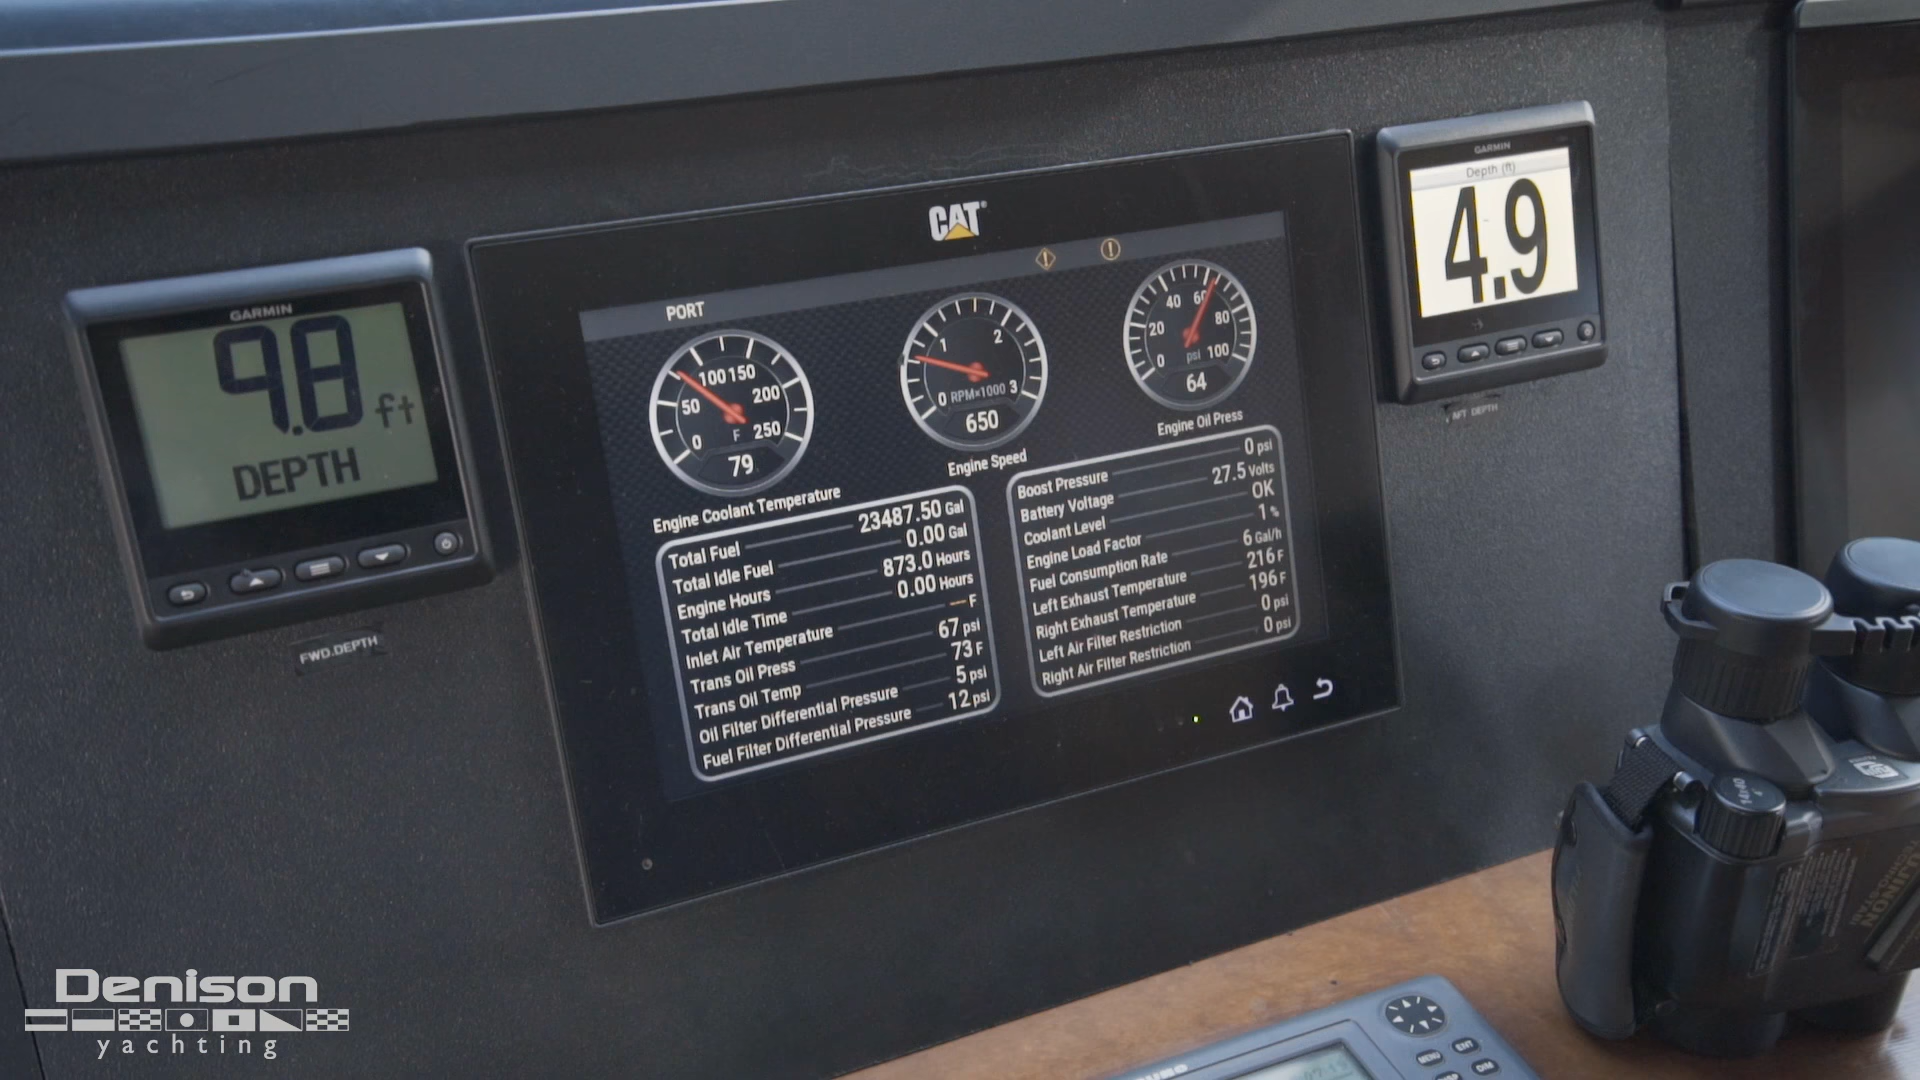 GARMIN
9.8 ft
DEPTH
FWD.DEPTH
CAT
PORT
0 50 100 150 200 250
F
79
Engine Coolant Temperature
0 1 2 3
RPM×1000
650
Engine Speed
0 20 40 60 80 100
psi
64
Engine Oil Press
Total Fuel 23487.50 Gal
Total Idle Fuel 0.00 Gal
Engine Hours 873.0 Hours
Total Idle Time 0.00 Hours
Inlet Air Temperature --- F
Trans Oil Press 67 psi
Trans Oil Temp 73 F
Oil Filter Differential Pressure 5 psi
Fuel Filter Differential Pressure 12 psi
Boost Pressure 0 psi
Battery Voltage 27.5 Volts
Coolant Level OK
Engine Load Factor 1 %
Fuel Consumption Rate 6 Gal/h
Left Exhaust Temperature 216 F
Right Exhaust Temperature 196 F
Left Air Filter Restriction 0 psi
Right Air Filter Restriction 0 psi
GARMIN
Depth (ft)
4.9
AFT DEPTH
14x40
FUJINON
MENU
ENT
DIM
Denison
yachting